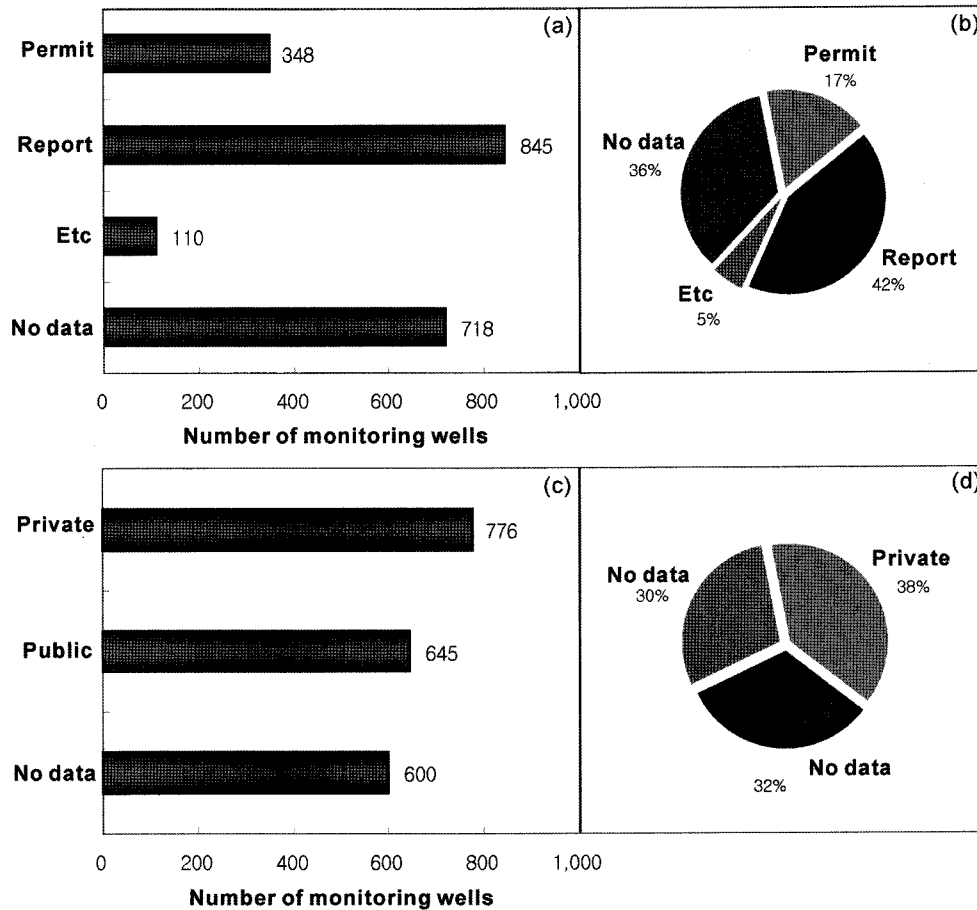 (a)
Permit
348
Report
845
Etc
110
No data
718
0 200 400 600 800 1,000
Number of monitoring wells
(b)
Permit
17%
No data
36%
Report
42%
Etc
5%
(c)
Private
776
Public
645
No data
600
0 200 400 600 800 1,000
Number of monitoring wells
(d)
Private
38%
No data
30%
No data
32%